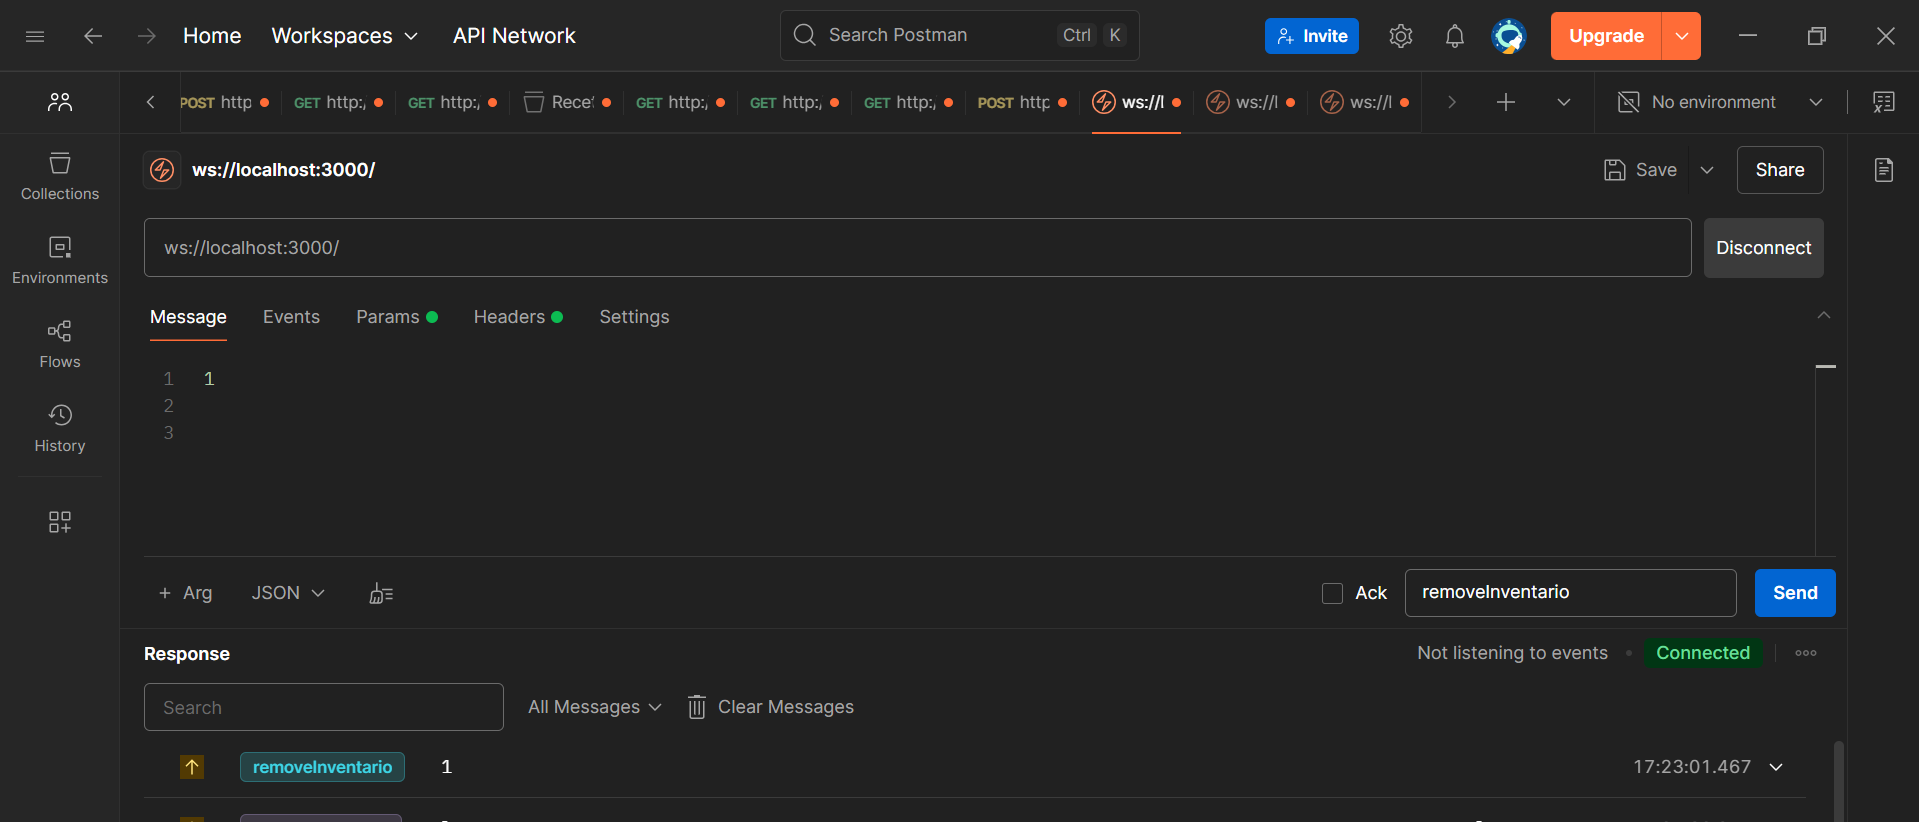 Home Workspaces API Network Search Postman Ctrl K Invite Upgrade
POST http GET http:/ GET http:/ Rece GET http:/ GET http:/ GET http:/ POST http ws://l ws://l ws://l No environment
ws://localhost:3000/ Save Share
Collections
ws://localhost:3000/ Disconnect
Environments
Message Events Params Headers Settings
Flows
1 1
2
3
History
+ Arg JSON Ack removeInventario Send
Response Not listening to events Connected
Search All Messages Clear Messages
removeInventario 1 17:23:01.467